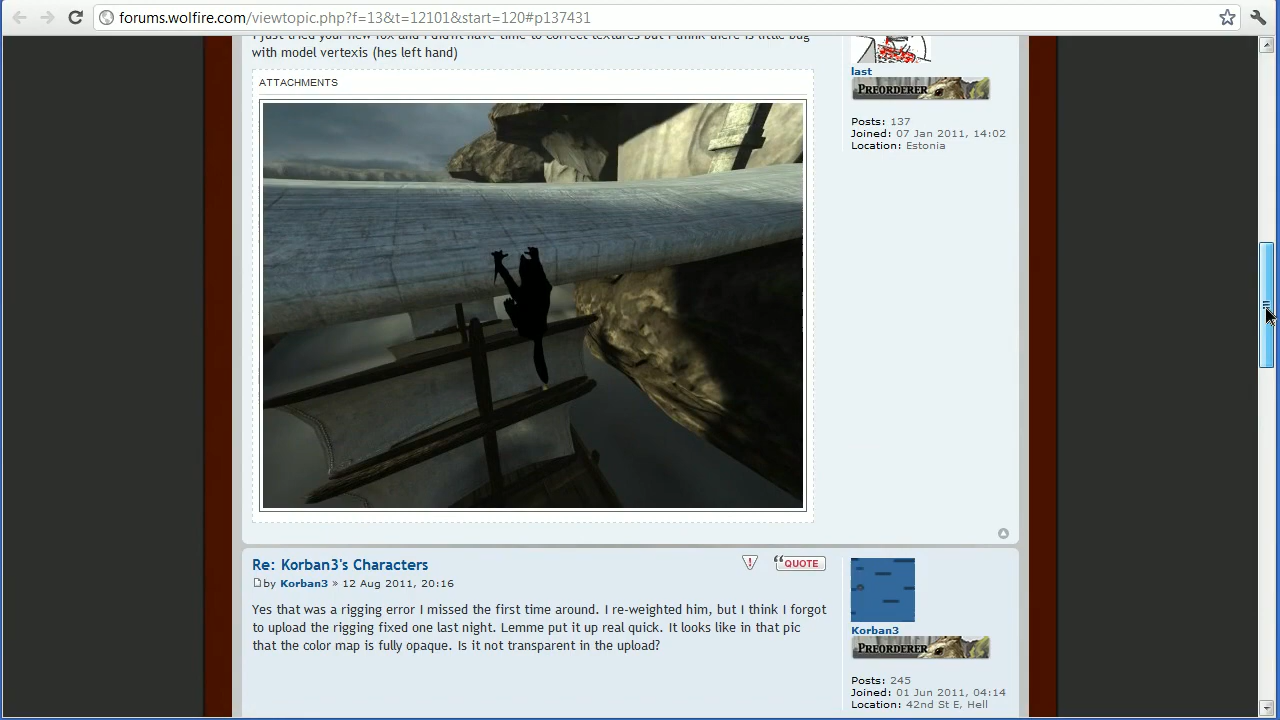 forums.wolfire.com/viewtopic.php?f=13&t=12101&start=120#p137431
with model vertexis (hes left hand)
ATTACHMENTS
last
PREORDERER
Posts: 137
Joined: 07 Jan 2011, 14:02
Location: Estonia
Re: Korban3's Characters
QUOTE
by Korban3 » 12 Aug 2011, 20:16
Yes that was a rigging error I missed the first time around. I re-weighted him, but I think I forgot
to upload the rigging fixed one last night. Lemme put it up real quick. It looks like in that pic
that the color map is fully opaque. Is it not transparent in the upload?
Korban3
PREORDERER
Posts: 245
Joined: 01 Jun 2011, 04:14
Location: 42nd St E, Hell